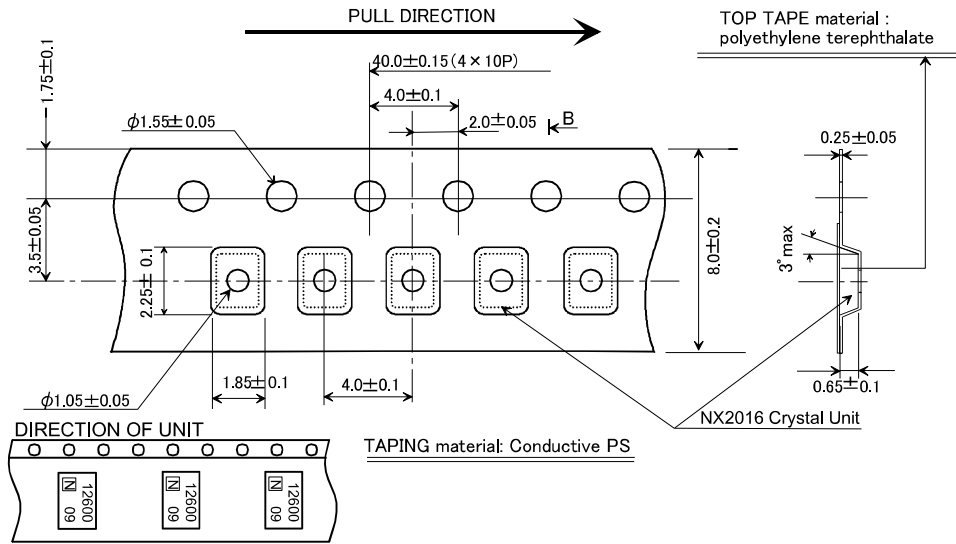 PULL DIRECTION
TOP TAPE material :
polyethylene terephthalate
1.75±0.1
40.0±0.15(4×10P)
4.0±0.1
φ1.55±0.05
2.0±0.05
B
0.25±0.05
3.5±0.05
2.25±0.1
8.0±0.2
3°max
1.85±0.1
4.0±0.1
0.65±0.1
φ1.05±0.05
NX2016 Crystal Unit
DIRECTION OF UNIT
TAPING material: Conductive PS
12600
N 09
12600
N 09
12600
N 09